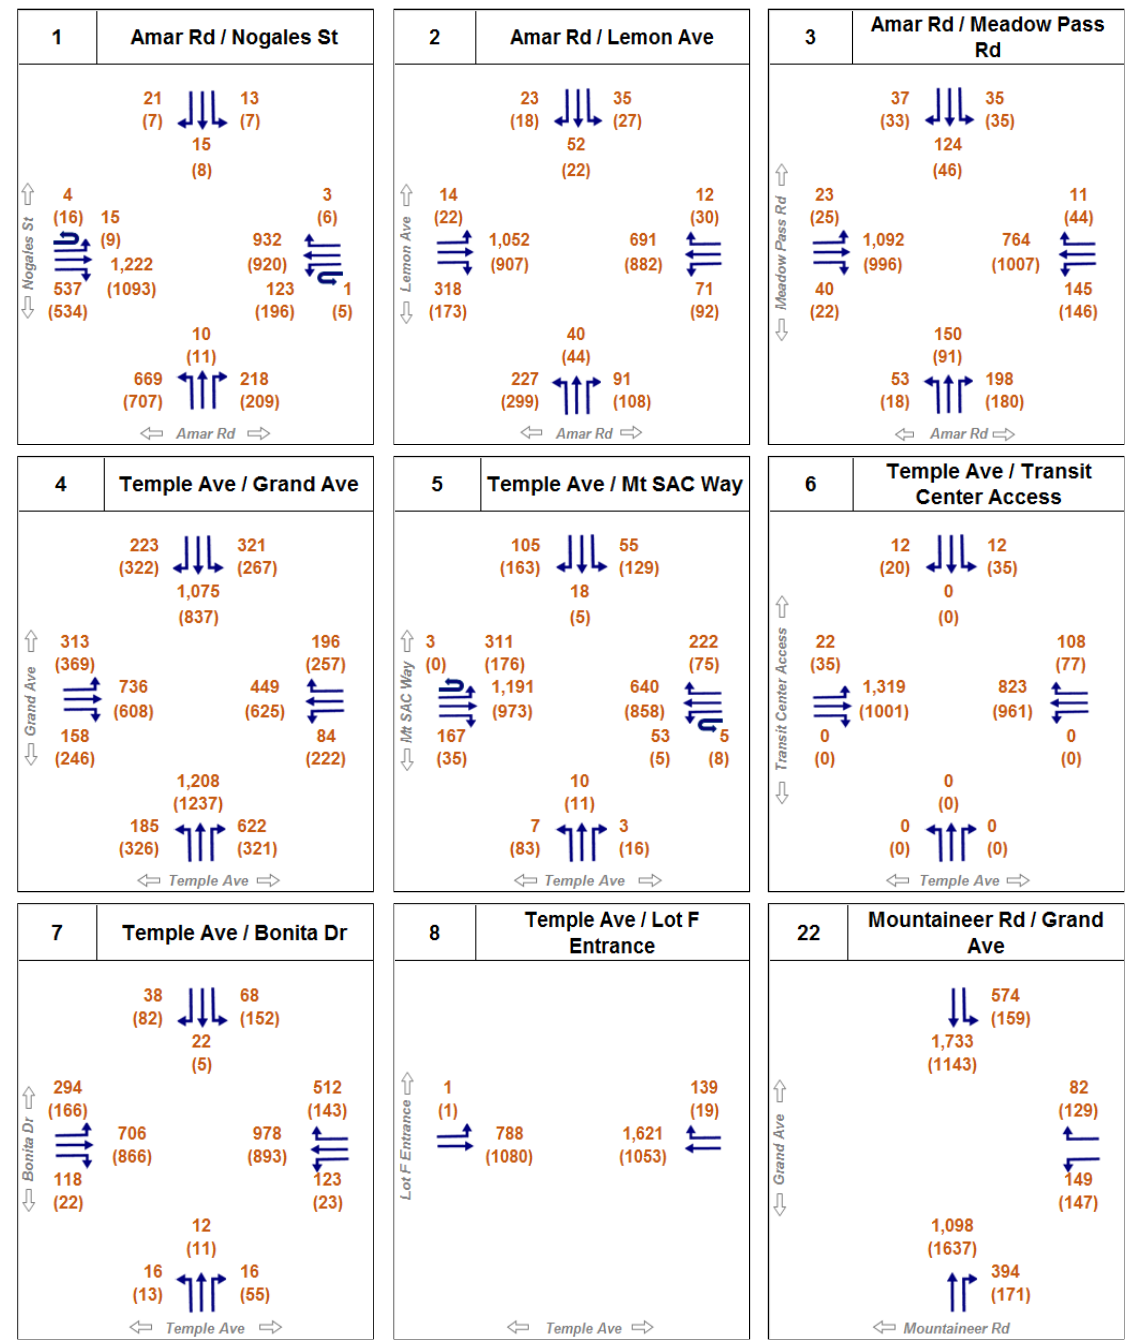 1 Amar Rd / Nogales St
21 13
(7) (7)
15
(8)
4 3
(16) 15 (6)
(9) 932
1,222 (920)
537 (1093) 123 1
(534) (196) (5)
10
(11)
669 218
(707) (209)
Nogales St
Amar Rd
2 Amar Rd / Lemon Ave
23 35
(18) (27)
52
(22)
14 12
(22) (30)
1,052 691
(907) (882)
318 71
(173) (92)
40
(44)
227 91
(299) (108)
Lemon Ave
Amar Rd
3 Amar Rd / Meadow Pass
Rd
37 35
(33) (35)
124
(46)
23 11
(25) (44)
1,092 764
(996) (1007)
40 145
(22) (146)
150
(91)
53 198
(18) (180)
Meadow Pass Rd
Amar Rd
4 Temple Ave / Grand Ave
223 321
(322) (267)
1,075
(837)
313 196
(369) (257)
736 449
(608) (625)
158 84
(246) (222)
1,208
(1237)
185 622
(326) (321)
Grand Ave
Temple Ave
5 Temple Ave / Mt SAC Way
105 55
(163) (129)
18
(5)
3 311 222
(0) (176) (75)
1,191 640
(973) (858)
167 53 5
(35) (5) (8)
10
(11)
7 3
(83) (16)
Mt SAC Way
Temple Ave
6 Temple Ave / Transit
Center Access
12 12
(20) (35)
0
(0)
22 108
(35) (77)
1,319 823
(1001) (961)
0 0
(0) (0)
0
(0)
0 0
(0) (0)
Transit Center Access
Temple Ave
7 Temple Ave / Bonita Dr
38 68
(82) (152)
22
(5)
294 512
(166) (143)
706 978
(866) (893)
118 123
(22) (23)
12
(11)
16 16
(13) (55)
Bonita Dr
Temple Ave
8 Temple Ave / Lot F
Entrance
1 139
(1) (19)
788 1,621
(1080) (1053)
Lot F Entrance
Temple Ave
22 Mountaineer Rd / Grand
Ave
574
(159)
1,733
(1143)
82
(129)
149
(147)
1,098
(1637)
394
(171)
Grand Ave
Mountaineer Rd